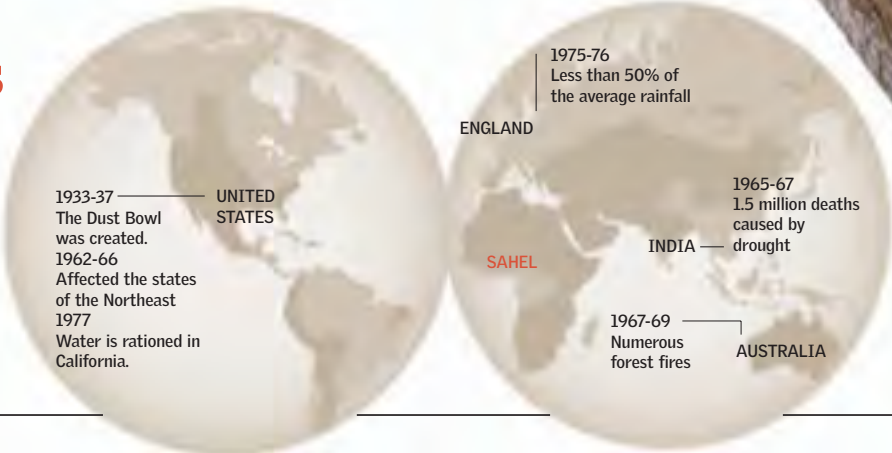 S
1933-37
The Dust Bowl
was created.
1962-66
Affected the states
of the Northeast
1977
Water is rationed in
California.
UNITED
STATES
1975-76
Less than 50% of
the average rainfall
ENGLAND
1965-67
1.5 million deaths
caused by
drought
INDIA
SAHEL
1967-69
Numerous
forest fires
AUSTRALIA